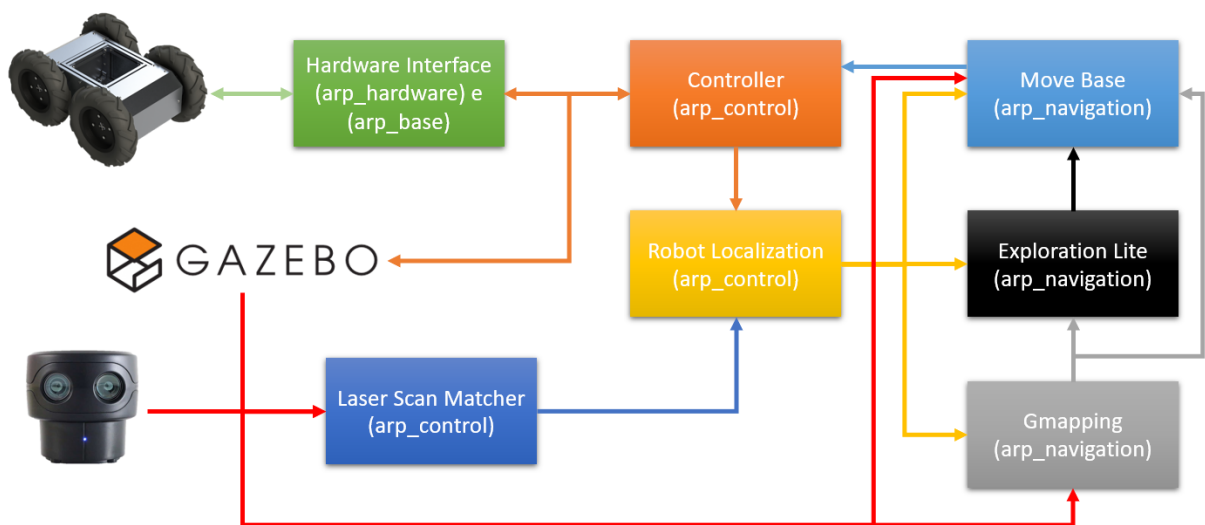 Hardware Interface
(arp_hardware) e
(arp_base)
Controller
(arp_control)
Move Base
(arp_navigation)
GAZEBO
Robot Localization
(arp_control)
Exploration Lite
(arp_navigation)
Laser Scan Matcher
(arp_control)
Gmapping
(arp_navigation)